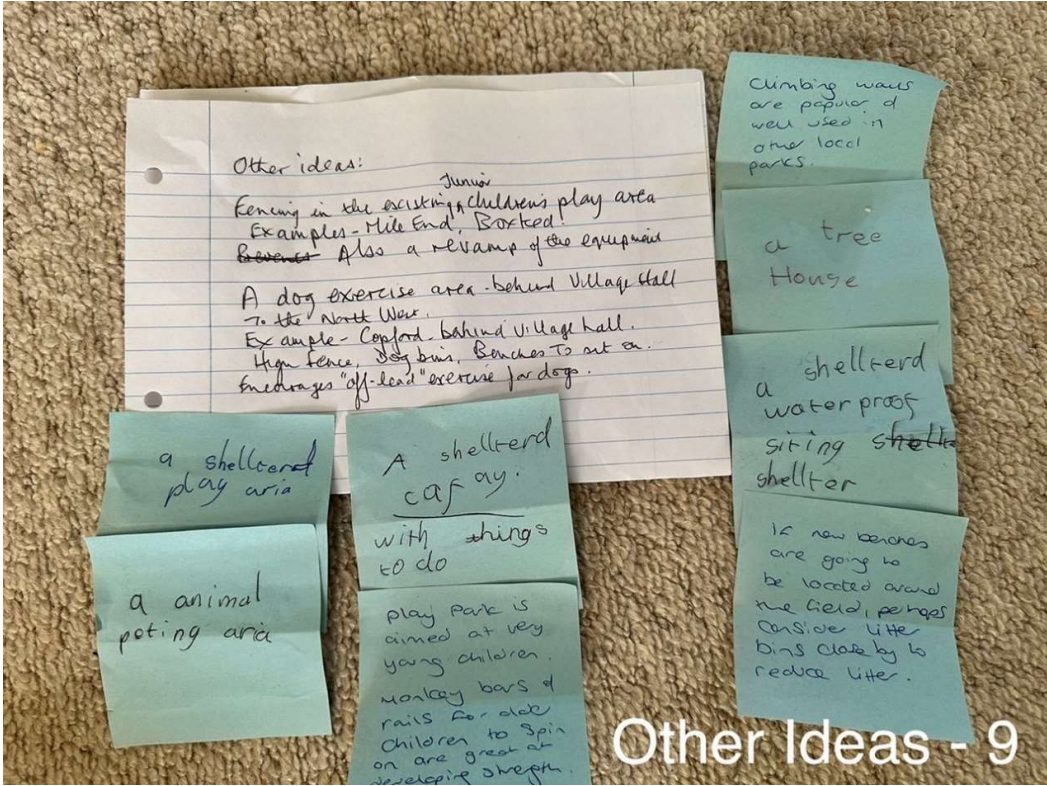 Other ideas:
Junior
Fencing in the existing children's play area
Examples - Mile End, Boxted.
Also a revamp of the equipment
A dog exercise area - behind Village Hall
To the North West.
Example - Copford - behind village hall.
High fence, Dog bins, Benches To sit on.
Encourages "off-lead" exercise for dogs.
a shellterd
play aria
a animal
peting aria
A shellterd
cafay.
with things
to do
play park is
aimed at very
young children.
Monkey bars &
rails for older
children to spin
on are great at
developing strength.
Climbing walls
are popular &
well used in
other local
parks.
a tree
House
a shellterd
waterproof
siting shellte
shellter
If new benches
are going to
be located around
the field, perhaps
consider litter
bins close by to
reduce litter.
Other Ideas - 9